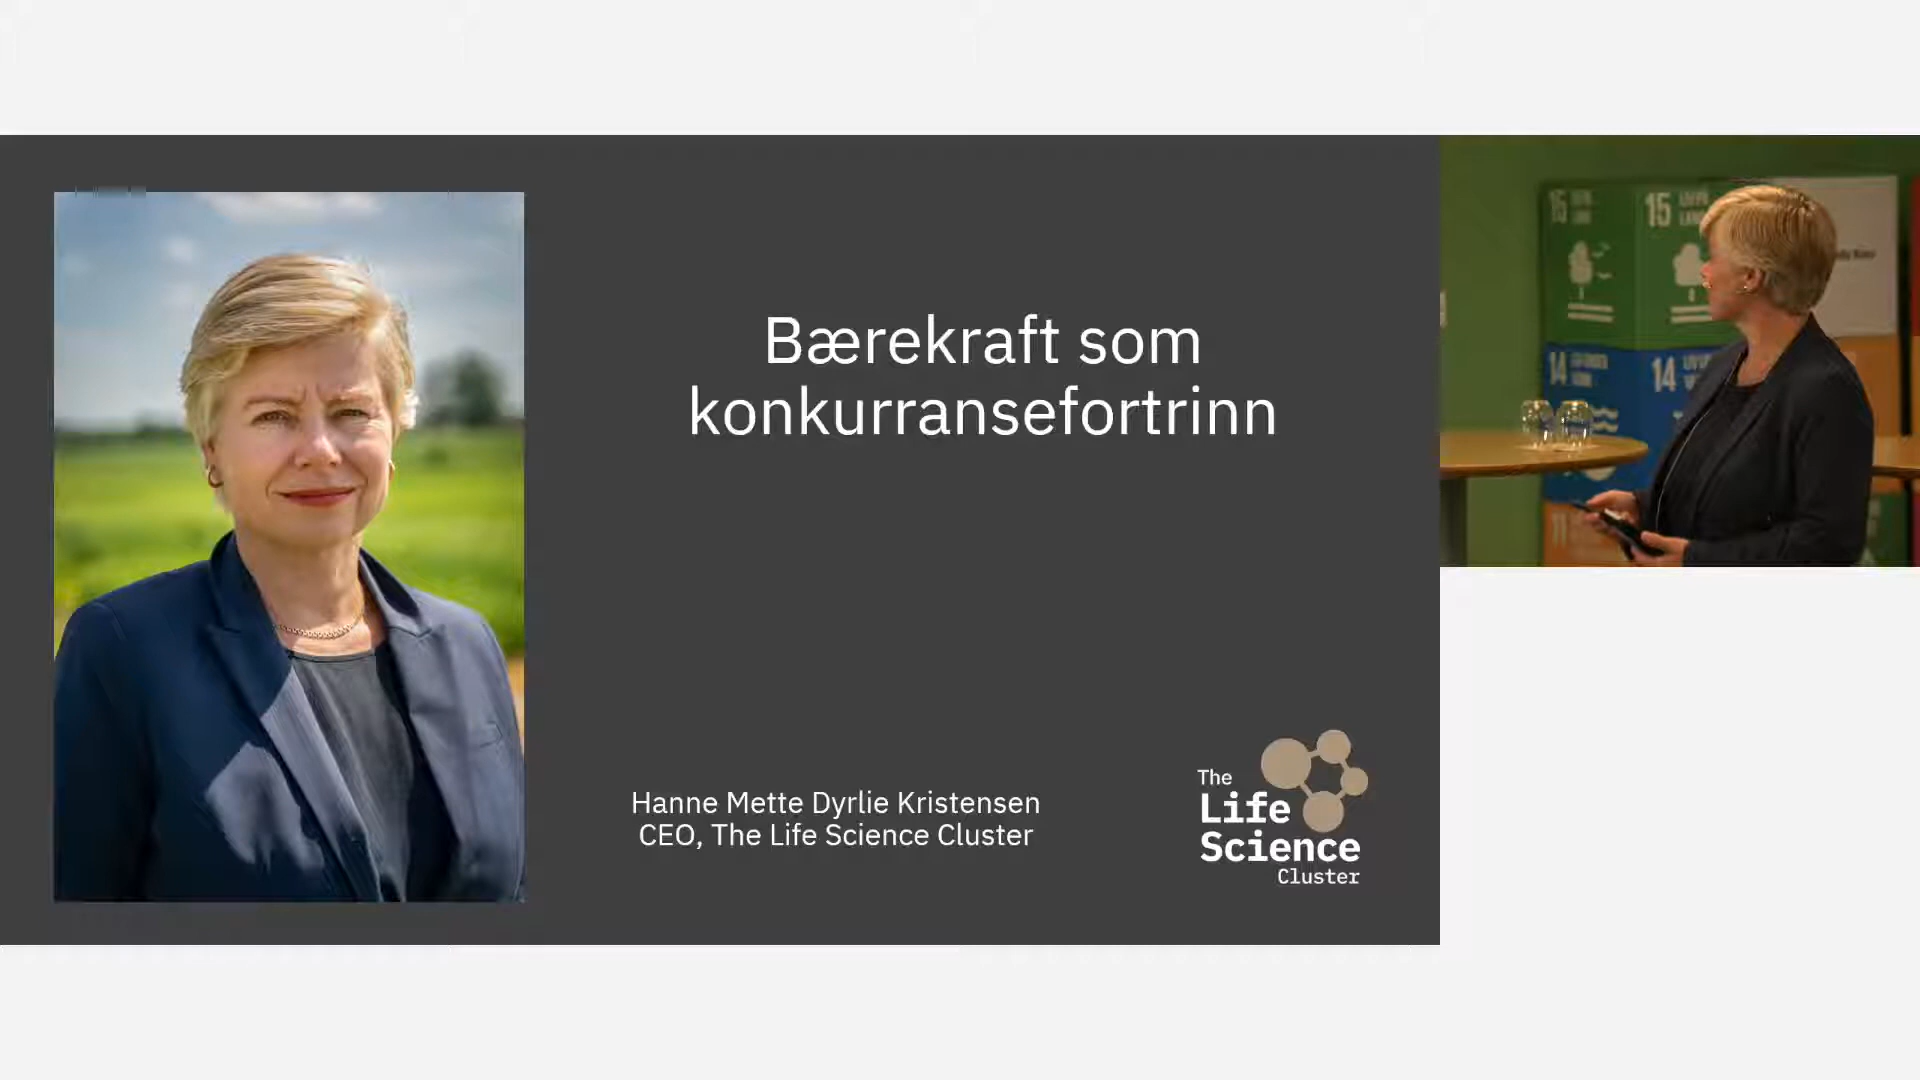 Bærekraft som
konkurransefortrinn
Hanne Mette Dyrlie Kristensen
CEO, The Life Science Cluster
The
Life
Science
Cluster
15
15
14
14
11